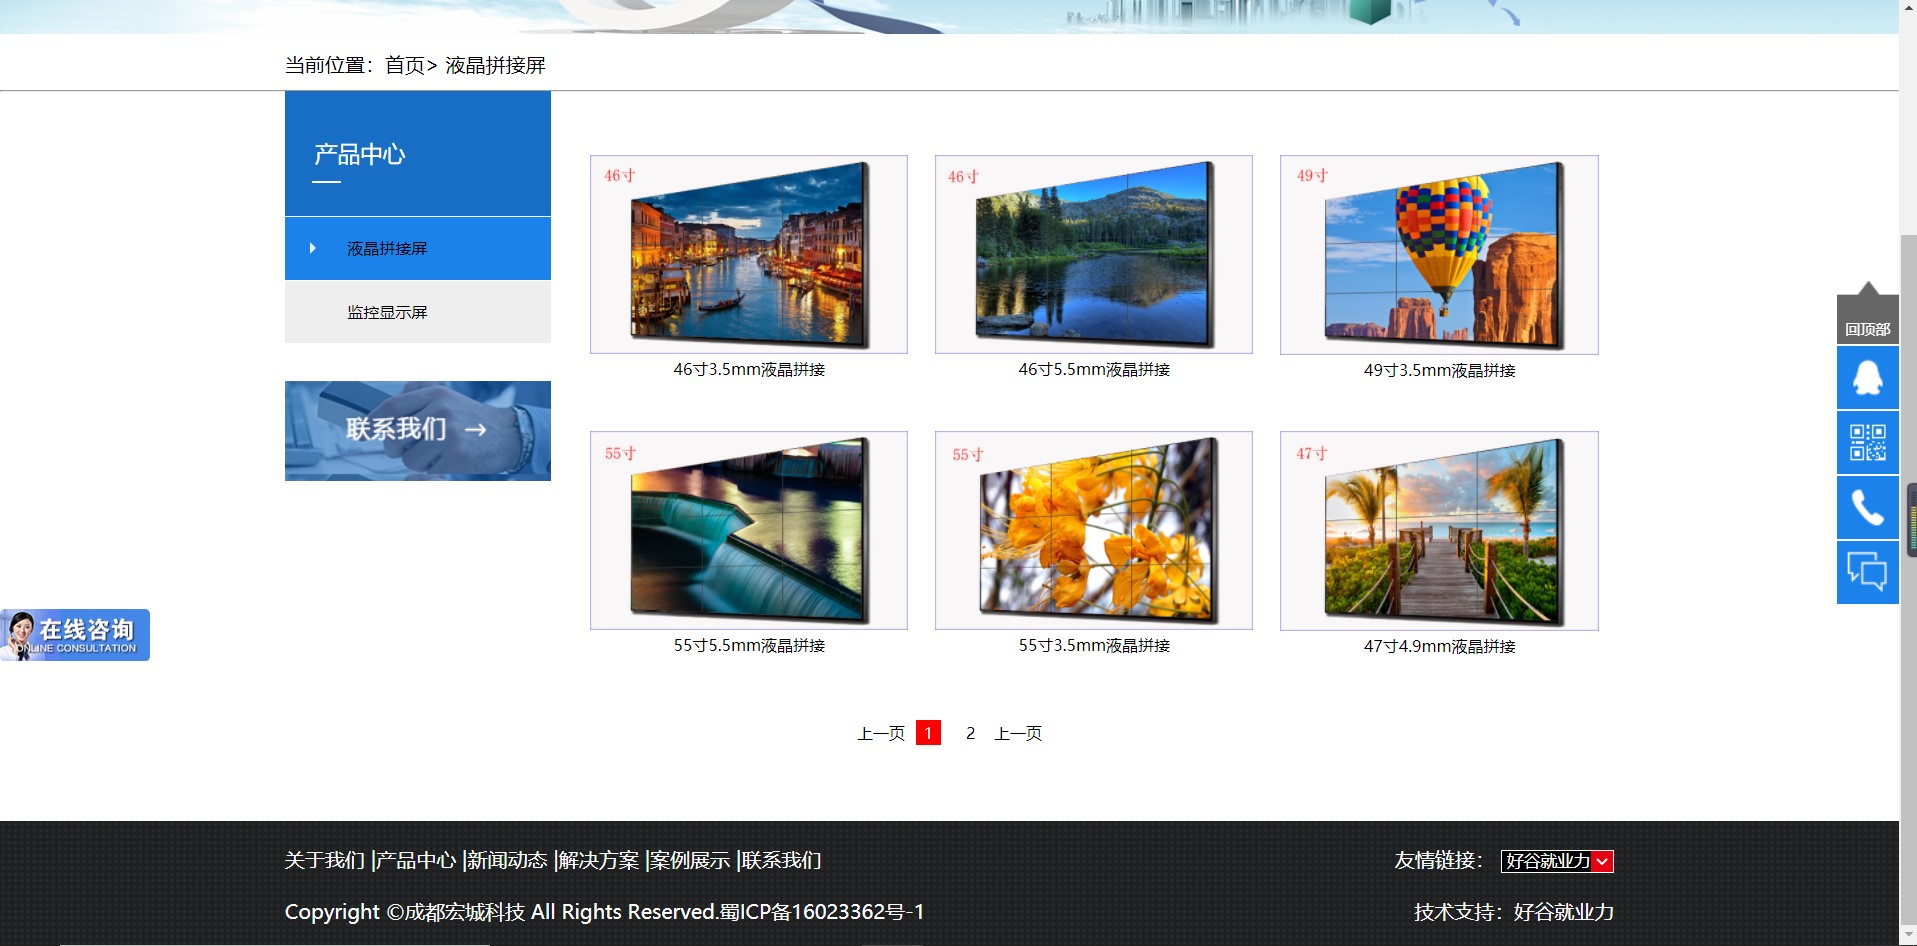 当前位置：首页> 液晶拼接屏
产品中心
液晶拼接屏
监控显示屏
联系我们 →
46寸
46寸
49寸
46寸3.5mm液晶拼接
46寸5.5mm液晶拼接
49寸3.5mm液晶拼接
55寸
55寸
47寸
55寸5.5mm液晶拼接
55寸3.5mm液晶拼接
47寸4.9mm液晶拼接
上一页 1 2 上一页
回顶部
在线咨询
ONLINE CONSULTATION
关于我们 |产品中心 |新闻动态 |解决方案 |案例展示 |联系我们
友情链接： 好谷就业力
Copyright ©成都宏城科技 All Rights Reserved.蜀ICP备16023362号-1
技术支持：好谷就业力